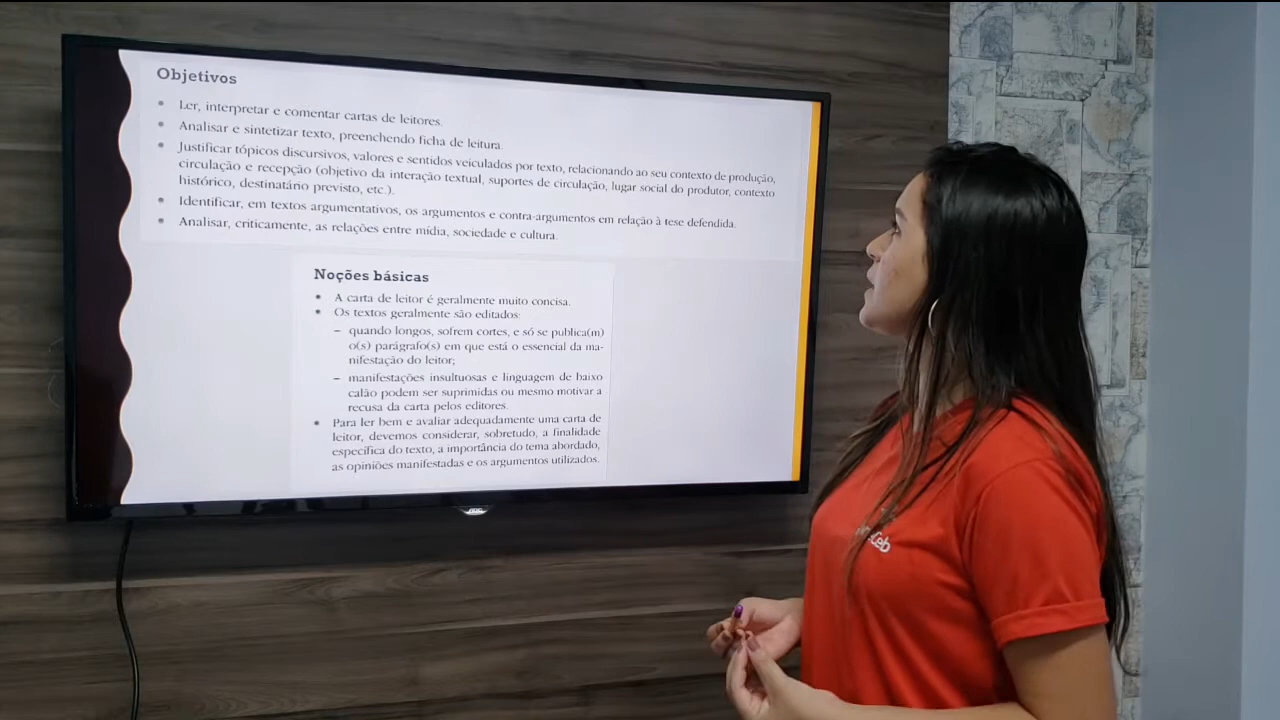 Objetivos
• Ler, interpretar e comentar cartas de leitores.
• Analisar e sintetizar texto, preenchendo ficha de leitura.
• Justificar tópicos discursivos, valores e sentidos veiculados por texto, relacionando ao seu contexto de produção,
circulação e recepção (objetivo da interação textual, suportes de circulação, lugar social do produtor, contexto
histórico, destinatário previsto, etc.).
• Identificar, em textos argumentativos, os argumentos e contra-argumentos em relação à tese defendida.
• Analisar, criticamente, as relações entre mídia, sociedade e cultura.
Noções básicas
• A carta de leitor é geralmente muito concisa.
• Os textos geralmente são editados:
– quando longos, sofrem cortes, e só se publica(m)
o(s) parágrafo(s) em que está o essencial da ma-
nifestação do leitor;
– manifestações insultuosas e linguagem de baixo
calão podem ser suprimidas ou mesmo motivar a
recusa da carta pelos editores.
• Para ler bem e avaliar adequadamente uma carta de
leitor, devemos considerar, sobretudo, a finalidade
específica do texto, a importância do tema abordado,
as opiniões manifestadas e os argumentos utilizados.
AOC